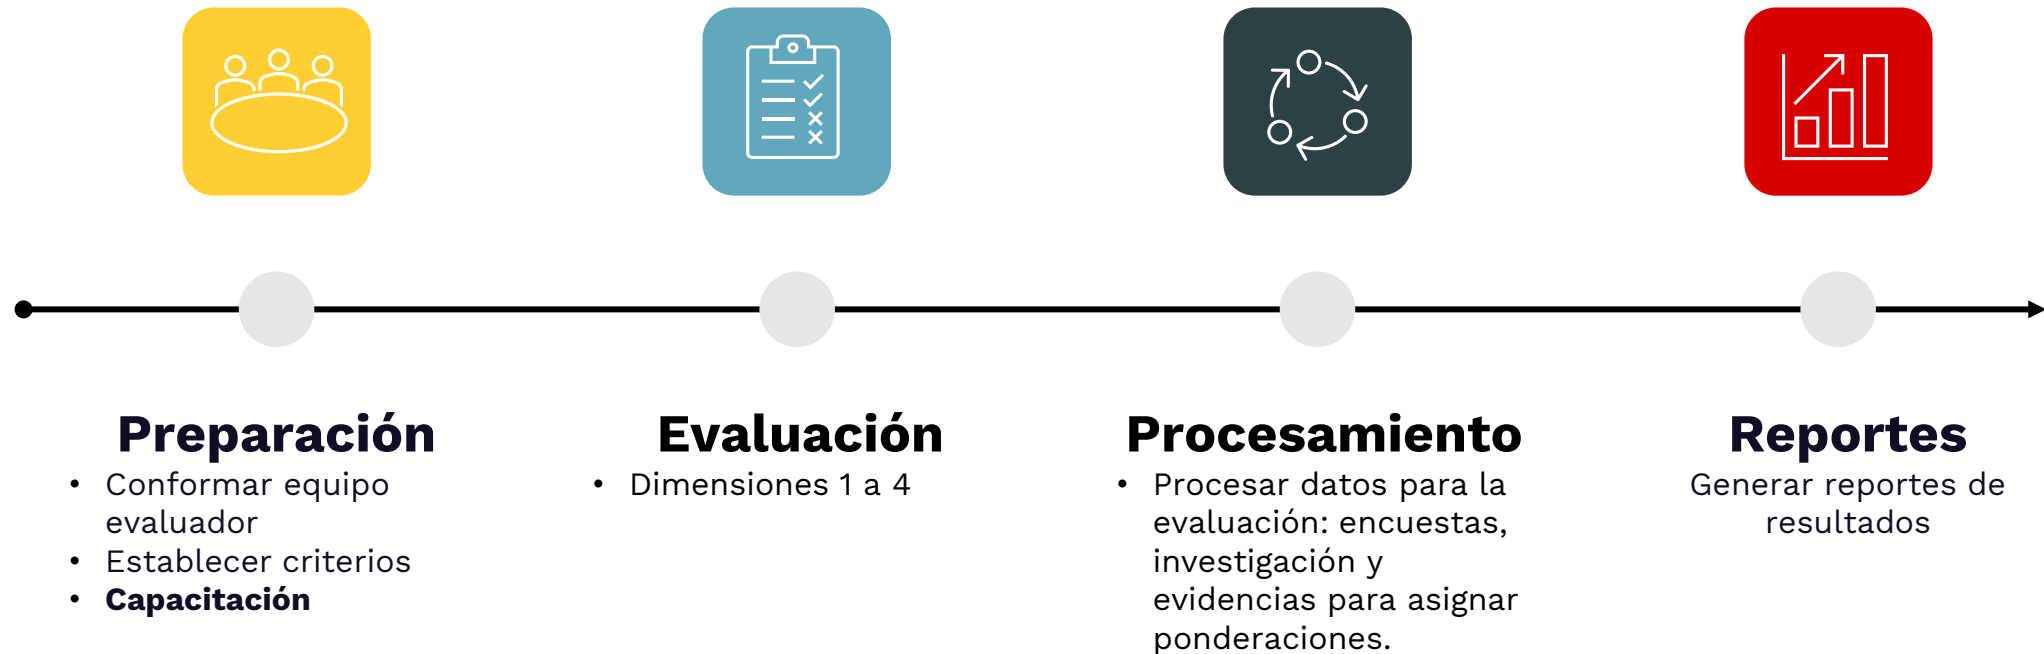 Preparación
• Conformar equipo
evaluador
• Establecer criterios
• Capacitación
Evaluación
• Dimensiones 1 a 4
Procesamiento
• Procesar datos para la
evaluación: encuestas,
investigación y
evidencias para asignar
ponderaciones.
Reportes
Generar reportes de
resultados